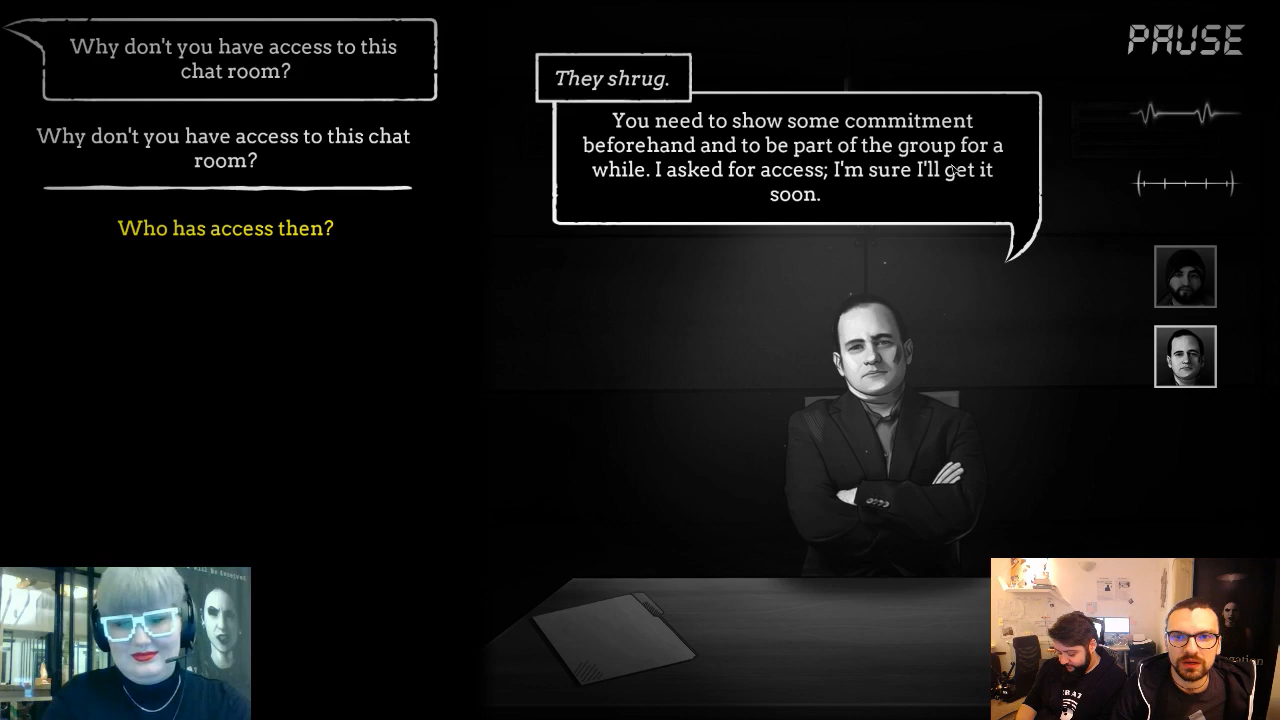 Why don't you have access to this
chat room?
Why don't you have access to this chat
room?
Who has access then?
They shrug.
You need to show some commitment
beforehand and to be part of the group for a
while. I asked for access; I'm sure I'll get it
soon.
PAUSE